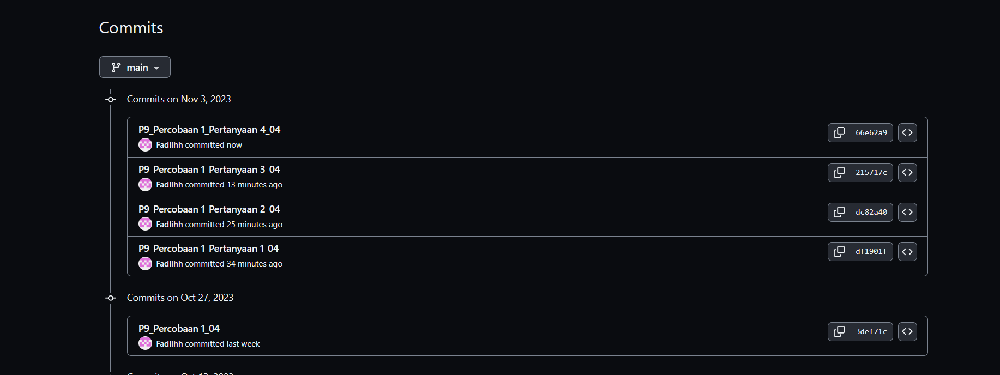 Commits
main
Commits on Nov 3, 2023
P9_Percobaan 1_Pertanyaan 4_04
66e62a9
Fadlihh committed now
P9_Percobaan 1_Pertanyaan 3_04
215717c
Fadlihh committed 13 minutes ago
P9_Percobaan 1_Pertanyaan 2_04
dc82a40
Fadlihh committed 25 minutes ago
P9_Percobaan 1_Pertanyaan 1_04
df1901f
Fadlihh committed 34 minutes ago
Commits on Oct 27, 2023
P9_Percobaan 1_04
3def71c
Fadlihh committed last week